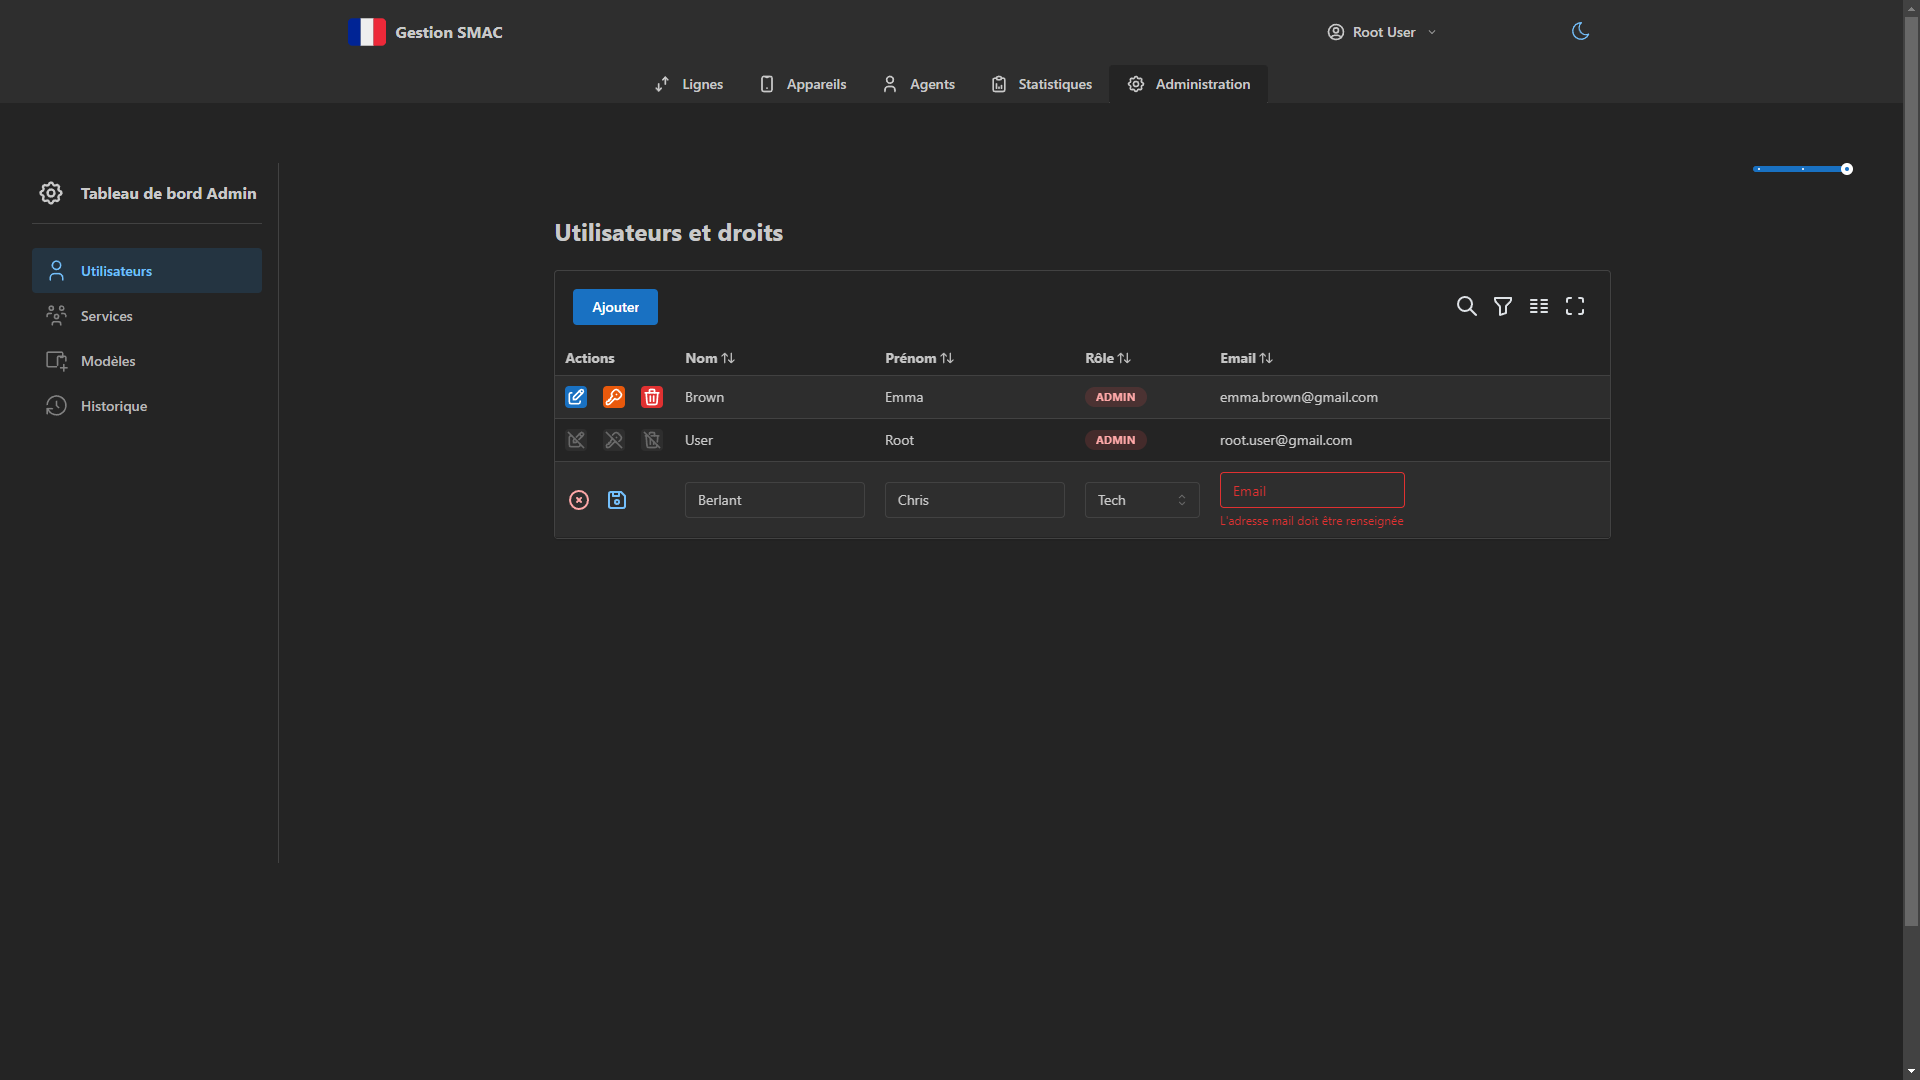 Gestion SMAC
Root User
Lignes
Appareils
Agents
Statistiques
Administration
Tableau de bord Admin
Utilisateurs
Services
Modèles
Historique
Utilisateurs et droits
Ajouter
Actions Nom Prénom Rôle Email
Brown Emma ADMIN emma.brown@gmail.com
User Root ADMIN root.user@gmail.com
Berlant Chris Tech Email
L'adresse mail doit être renseignée